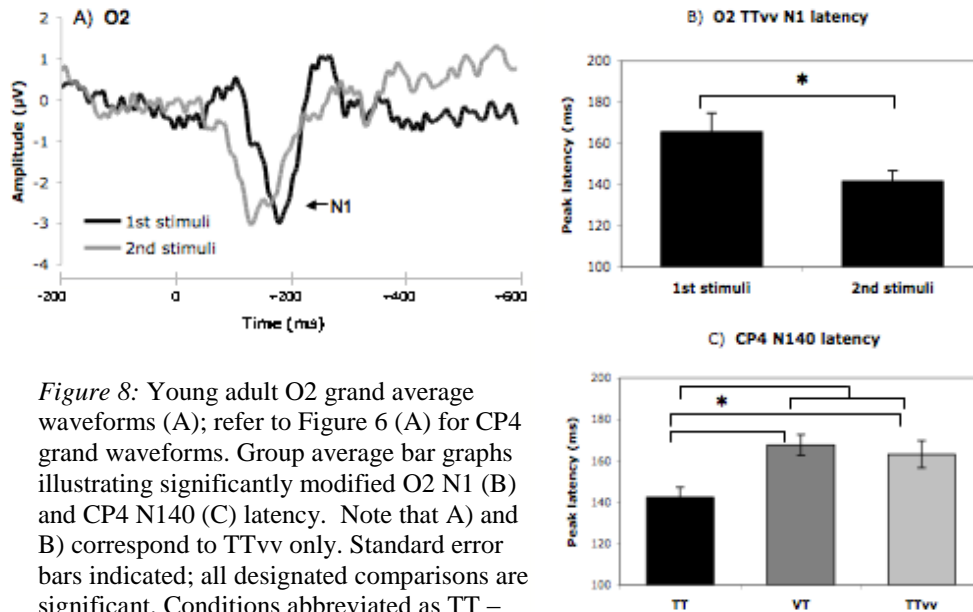 A) O2
2
1
0
-1
-2
-3
-4
Amplitude (µV)
N1
1st stimuli
2nd stimuli
-200 0 +200 +400 +600
Time (ms)
B) O2 TTvv N1 latency
200
180
160
140
120
100
Peak latency (ms)
*
1st stimuli 2nd stimuli
C) CP4 N140 latency
200
180
160
140
120
100
Peak latency (ms)
*
TT VT TTvv
Figure 8: Young adult O2 grand average
waveforms (A); refer to Figure 6 (A) for CP4
grand waveforms. Group average bar graphs
illustrating significantly modified O2 N1 (B)
and CP4 N140 (C) latency. Note that A) and
B) correspond to TTvv only. Standard error
bars indicated; all designated comparisons are
significant. Conditions abbreviated as TT –